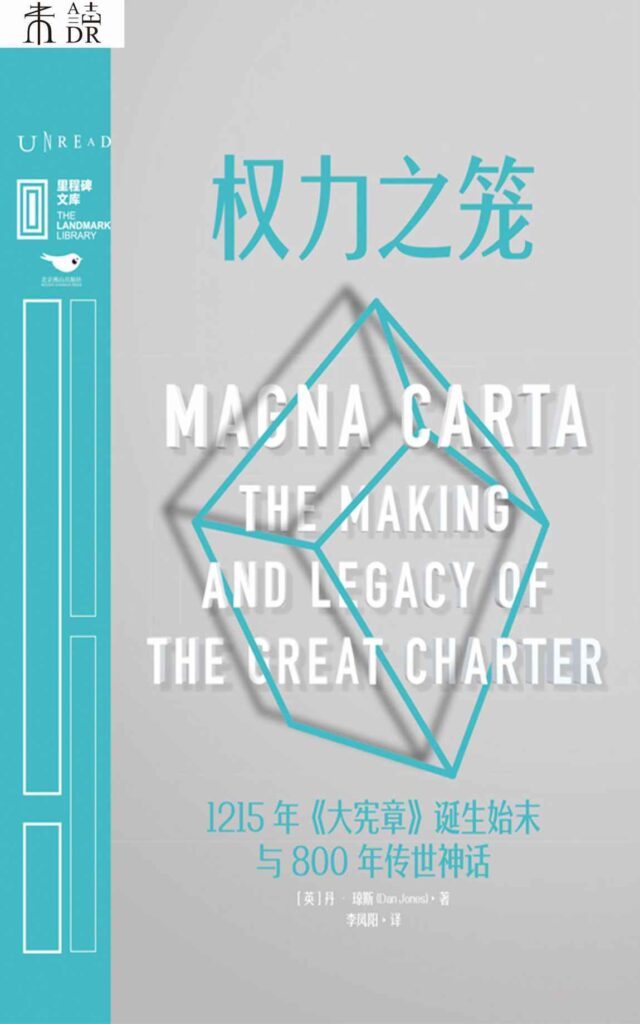 未讀
UNREAD
里程碑
文库
THE
LANDMARK
LIBRARY
权力之笼
MAGNA CARTA
THE MAKING
AND LEGACY OF
THE GREAT CHARTER
1215 年《大宪章》诞生始末
与 800 年传世神话
[英] 丹 · 琼斯 (Dan Jones) , 著
李凤阳 , 译